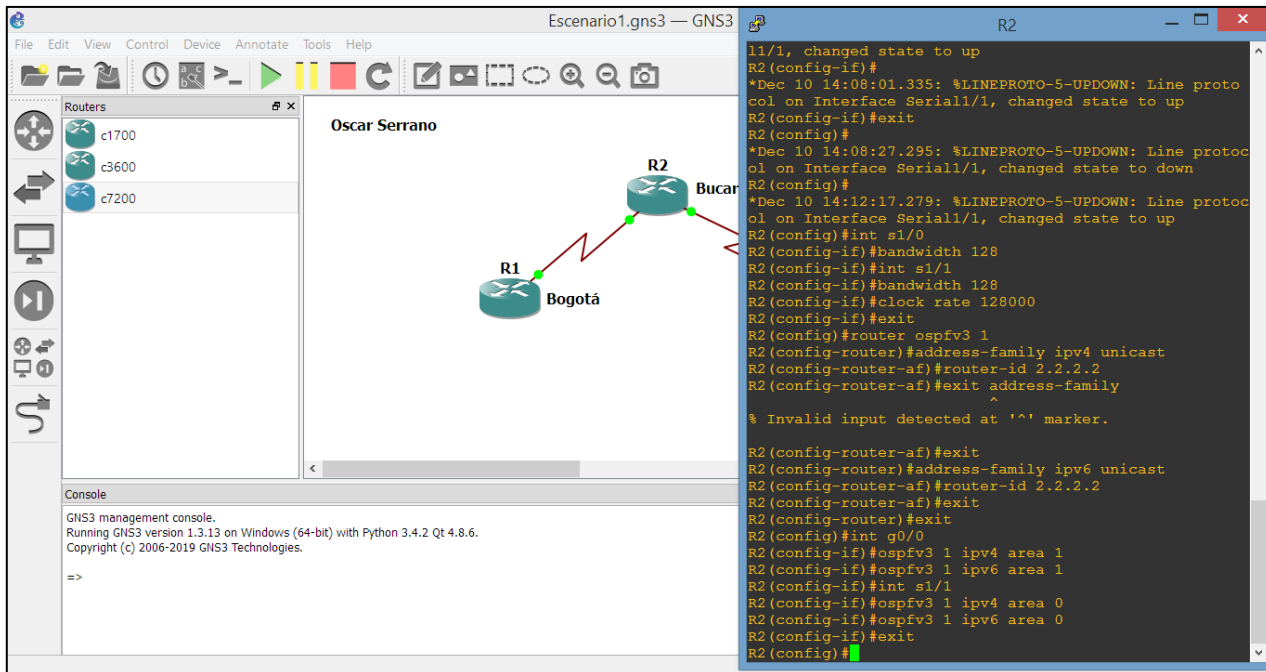 Escenario1.gns3 — GNS3
File Edit View Control Device Annotate Tools Help
Routers
c1700
c3600
c7200
Oscar Serrano
R2
Bucar
R1
Bogotá
Console
GNS3 management console.
Running GNS3 version 1.3.13 on Windows (64-bit) with Python 3.4.2 Qt 4.8.6.
Copyright (c) 2006-2019 GNS3 Technologies.
=>
R2
l1/1, changed state to up
R2(config-if)#
*Dec 10 14:08:01.335: %LINEPROTO-5-UPDOWN: Line proto
col on Interface Serial1/1, changed state to up
R2(config-if)#exit
R2(config)#
*Dec 10 14:08:27.295: %LINEPROTO-5-UPDOWN: Line protoc
ol on Interface Serial1/1, changed state to down
R2(config)#
*Dec 10 14:12:17.279: %LINEPROTO-5-UPDOWN: Line protoc
ol on Interface Serial1/1, changed state to up
R2(config)#int s1/0
R2(config-if)#bandwidth 128
R2(config-if)#int s1/1
R2(config-if)#bandwidth 128
R2(config-if)#clock rate 128000
R2(config-if)#exit
R2(config)#router ospfv3 1
R2(config-router)#address-family ipv4 unicast
R2(config-router-af)#router-id 2.2.2.2
R2(config-router-af)#exit address-family
^
% Invalid input detected at '^' marker.
R2(config-router-af)#exit
R2(config-router)#address-family ipv6 unicast
R2(config-router-af)#router-id 2.2.2.2
R2(config-router-af)#exit
R2(config-router)#exit
R2(config)#int g0/0
R2(config-if)#ospfv3 1 ipv4 area 1
R2(config-if)#ospfv3 1 ipv6 area 1
R2(config-if)#int s1/1
R2(config-if)#ospfv3 1 ipv4 area 0
R2(config-if)#ospfv3 1 ipv6 area 0
R2(config-if)#exit
R2(config)#